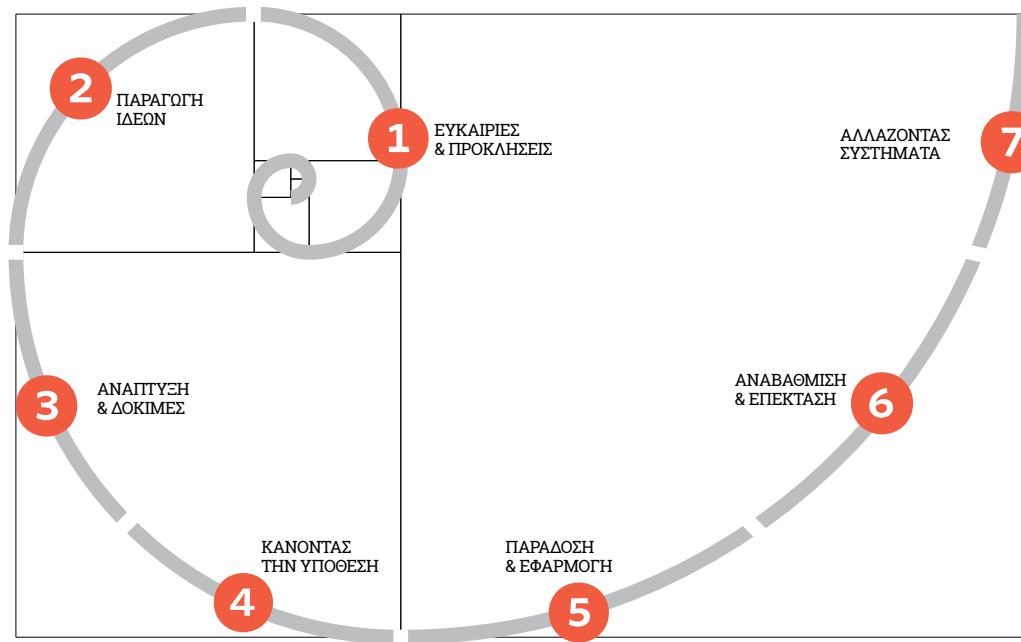 1
ΕΥΚΑΙΡΙΕΣ
& ΠΡΟΚΛΗΣΕΙΣ
2
ΠΑΡΑΓΩΓΗ
ΙΔΕΩΝ
3
ΑΝΑΠΤΥΞΗ
& ΔΟΚΙΜΕΣ
4
ΚΑΝΟΝΤΑΣ
ΤΗΝ ΥΠΟΘΕΣΗ
5
ΠΑΡΑΔΟΣΗ
& ΕΦΑΡΜΟΓΗ
6
ΑΝΑΒΑΘΜΙΣΗ
& ΕΠΕΚΤΑΣΗ
7
ΑΛΛΑΖΟΝΤΑΣ
ΣΥΣΤΗΜΑΤΑ